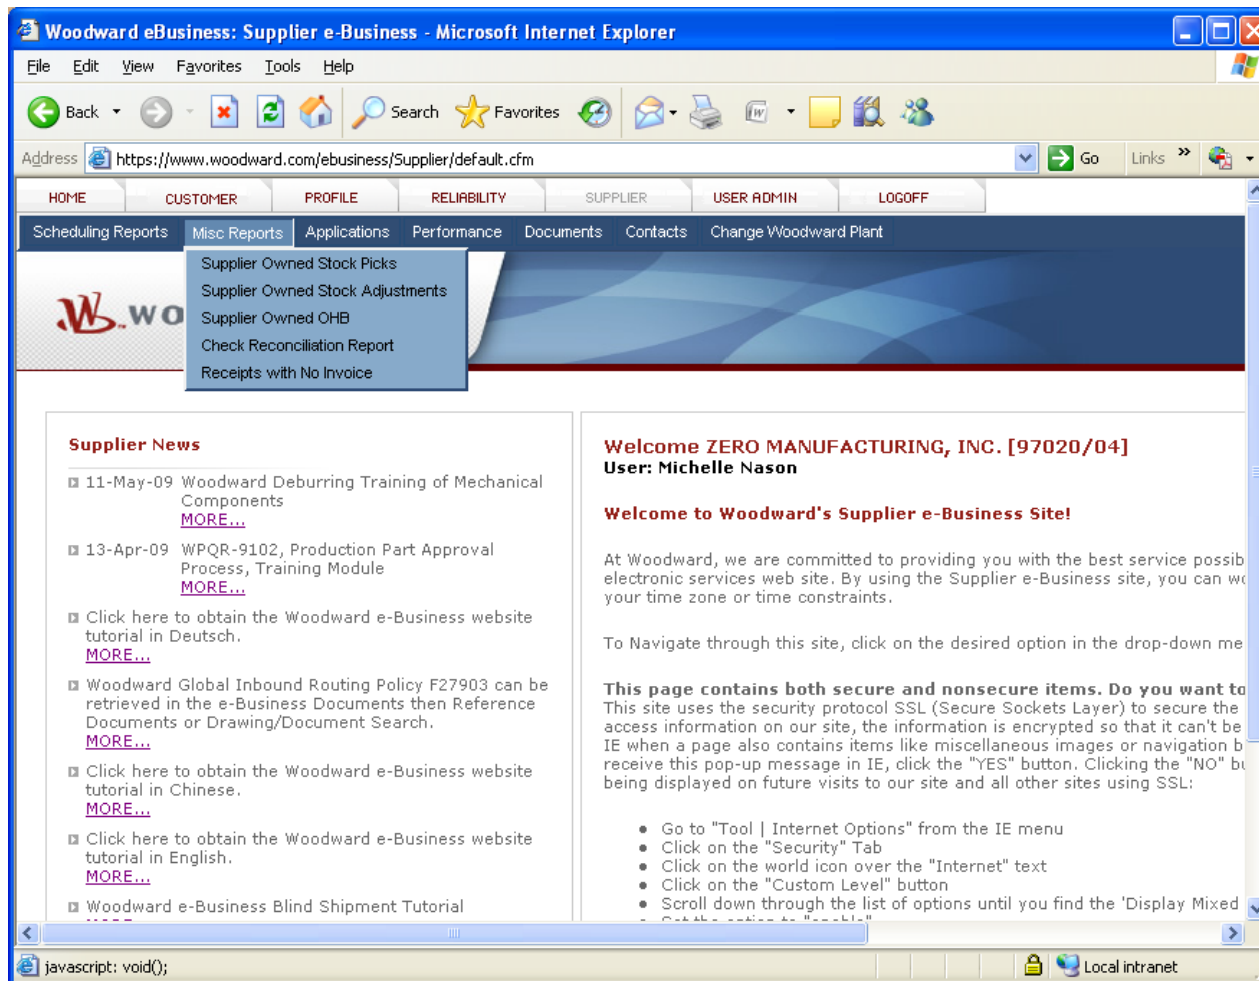 Woodward eBusiness: Supplier e-Business - Microsoft Internet Explorer
File Edit View Favorites Tools Help
Back Search Favorites
Address https://www.woodward.com/ebusiness/Supplier/default.cfm Go Links »
HOME CUSTOMER PROFILE RELIABILITY SUPPLIER USER ADMIN LOGOFF
Scheduling Reports Misc Reports Applications Performance Documents Contacts Change Woodward Plant
Supplier Owned Stock Picks
Supplier Owned Stock Adjustments
Supplier Owned OHB
Check Reconciliation Report
Receipts with No Invoice
Supplier News
11-May-09 Woodward Deburring Training of Mechanical
Components
MORE...
13-Apr-09 WPQR-9102, Production Part Approval
Process, Training Module
MORE...
Click here to obtain the Woodward e-Business website
tutorial in Deutsch.
MORE...
Woodward Global Inbound Routing Policy F27903 can be
retrieved in the e-Business Documents then Reference
Documents or Drawing/Document Search.
MORE...
Click here to obtain the Woodward e-Business website
tutorial in Chinese.
MORE...
Click here to obtain the Woodward e-Business website
tutorial in English.
MORE...
Woodward e-Business Blind Shipment Tutorial
Welcome ZERO MANUFACTURING, INC. [97020/04]
User: Michelle Nason
Welcome to Woodward's Supplier e-Business Site!
At Woodward, we are committed to providing you with the best service possib
electronic services web site. By using the Supplier e-Business site, you can wo
your time zone or time constraints.
To Navigate through this site, click on the desired option in the drop-down me
This page contains both secure and nonsecure items. Do you want to
This site uses the security protocol SSL (Secure Sockets Layer) to secure the
access information on our site, the information is encrypted so that it can't be
IE when a page also contains items like miscellaneous images or navigation b
receive this pop-up message in IE, click the "YES" button. Clicking the "NO" bu
being displayed on future visits to our site and all other sites using SSL:
Go to "Tool | Internet Options" from the IE menu
Click on the "Security" Tab
Click on the world icon over the "Internet" text
Click on the "Custom Level" button
Scroll down through the list of options until you find the 'Display Mixed
Set the option to "enable"
javascript: void(); Local intranet